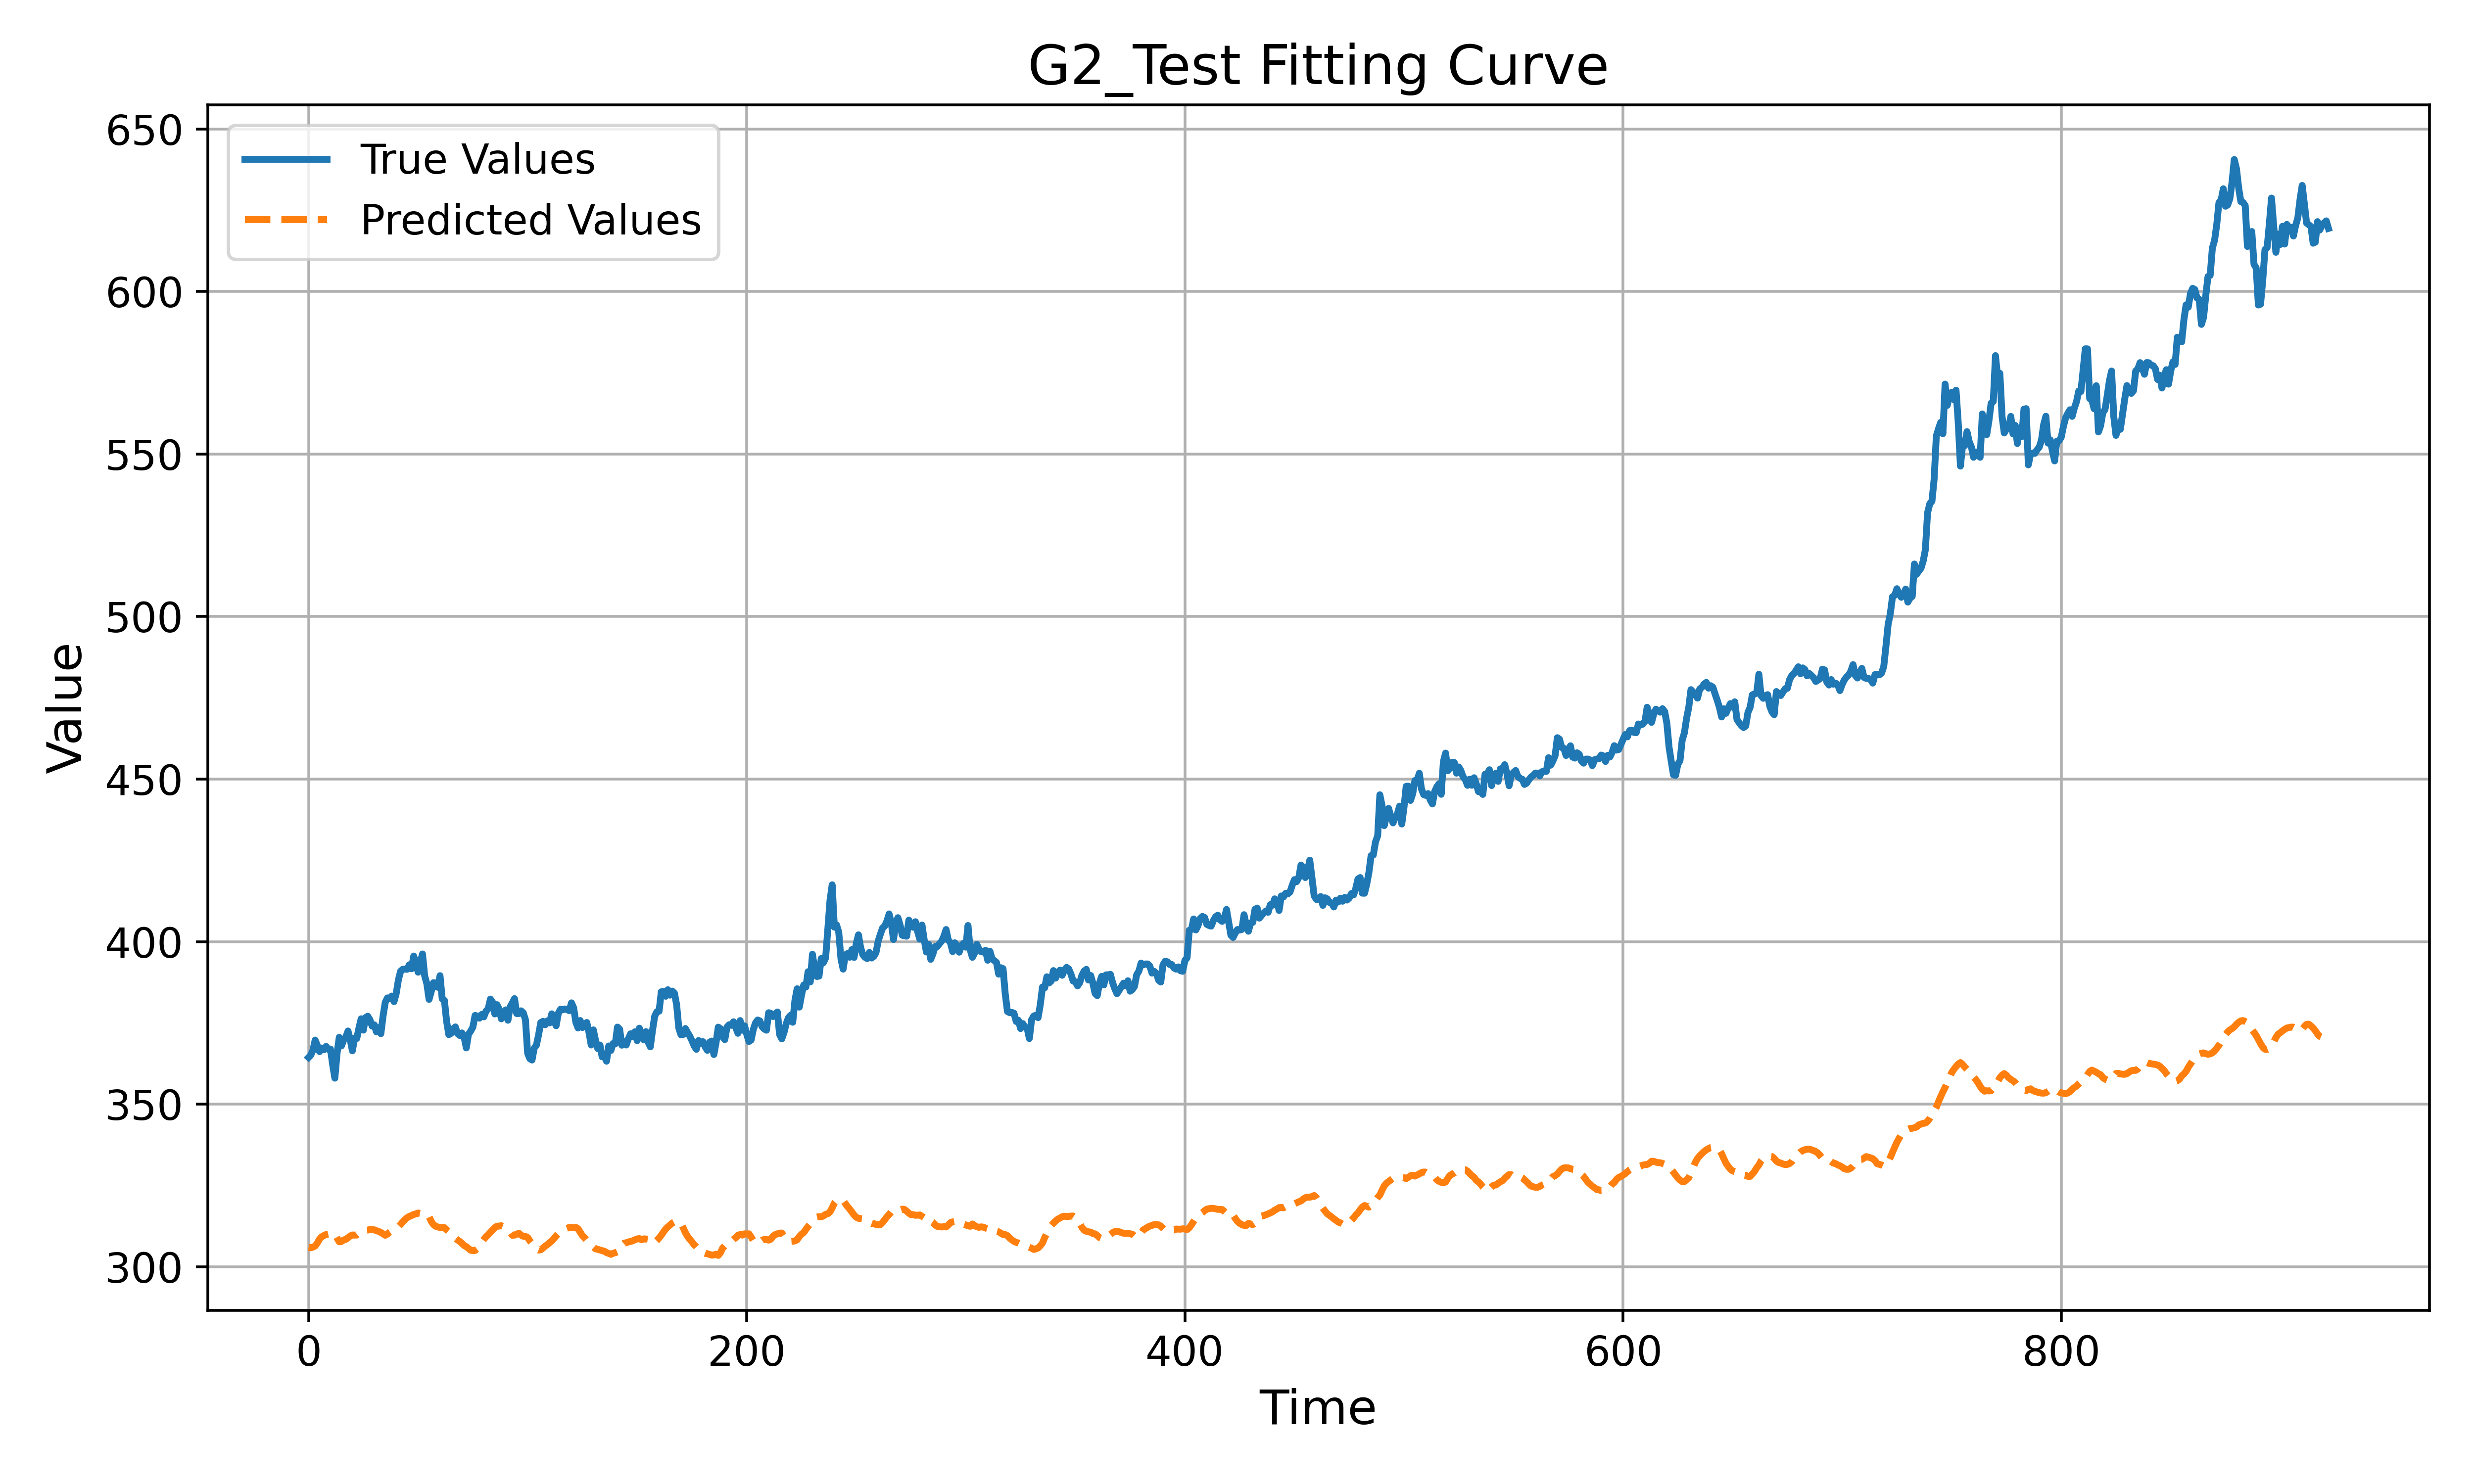 G2_Test Fitting Curve
True Values
Predicted Values
650
600
550
500
450
400
350
300
Value
0 200 400 600 800
Time